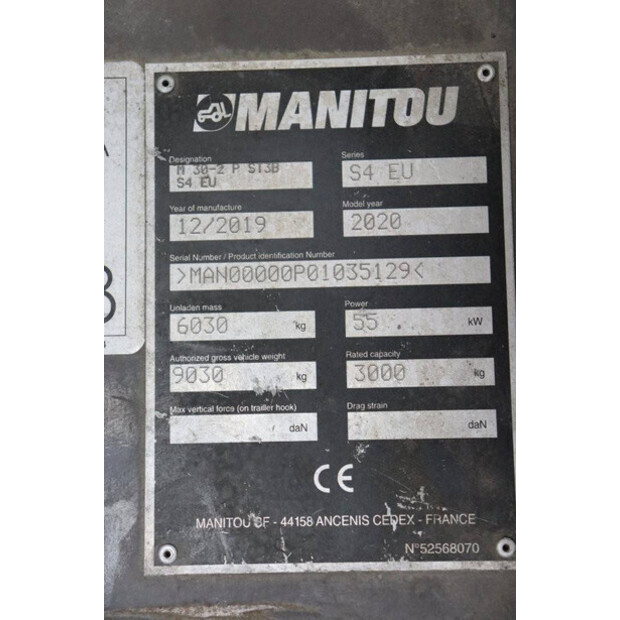 MANITOU
Designation
M 30-2 P ST3B
S4 EU
Series
S4 EU
Year of manufacture
12/2019
Model year
2020
Serial Number / Product identification Number
>MAN00000P01035129<
Unladen mass
6030 kg
Power
55 kW
Authorized gross vehicle weight
9030 kg
Rated capacity
3000 kg
Max vertical force (on trailler hook)
daN
Drag strain
daN
CE
MANITOU BF - 44158 ANCENIS CEDEX - FRANCE
N°52568070